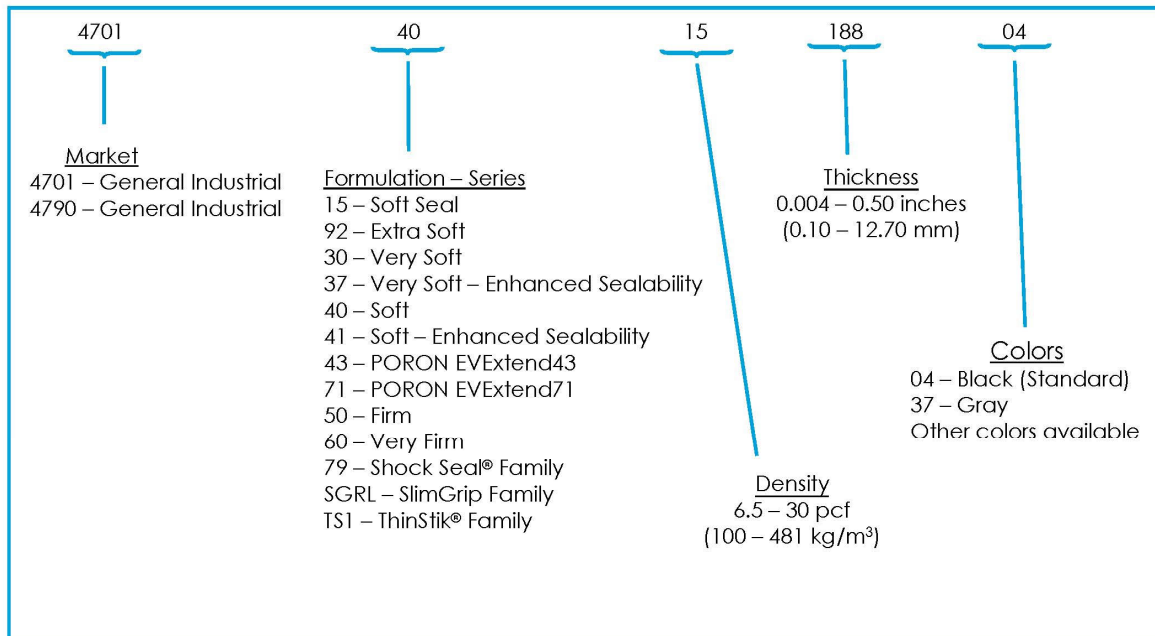 4701 40 15 188 04
Market
4701 – General Industrial
4790 – General Industrial
Formulation – Series
15 – Soft Seal
92 – Extra Soft
30 – Very Soft
37 – Very Soft – Enhanced Sealability
40 – Soft
41 – Soft – Enhanced Sealability
43 – PORON EVExtend43
71 – PORON EVExtend71
50 – Firm
60 – Very Firm
79 – Shock Seal® Family
SGRL – SlimGrip Family
TS1 – ThinStik® Family
Density
6.5 – 30 pcf
(100 – 481 kg/m³)
Thickness
0.004 – 0.50 inches
(0.10 – 12.70 mm)
Colors
04 – Black (Standard)
37 – Gray
Other colors available